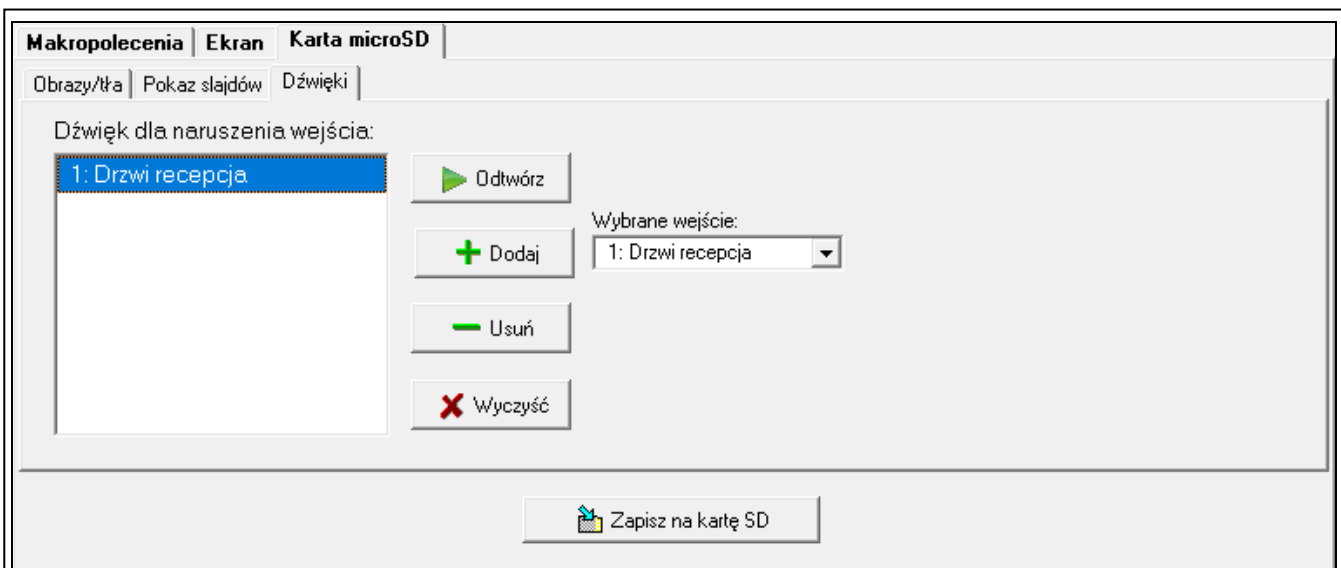 Makropolecenia Ekran Karta microSD
Obrazy/tła Pokaz slajdów Dźwięki
Dźwięk dla naruszenia wejścia:
1: Drzwi recepcja
Odtwórz
Wybrane wejście:
Dodaj
1: Drzwi recepcja
Usuń
Wyczyść
Zapisz na kartę SD